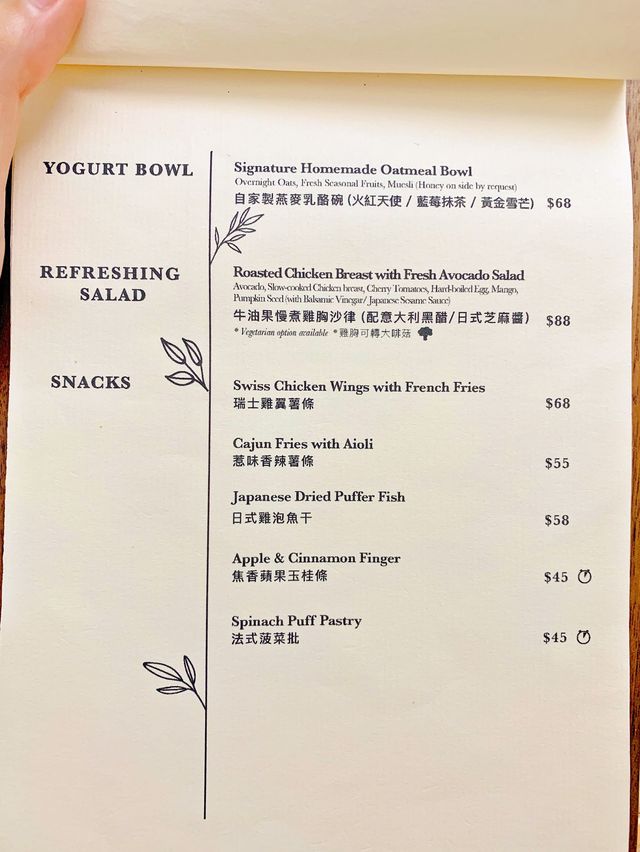 YOGURT BOWL
Signature Homemade Oatmeal Bowl
Overnight Oats, Fresh Seasonal Fruits, Muesli (Honey on side by request)
自家製燕麥乳酪碗 (火紅天使 / 藍莓抹茶 / 黃金雪芒) $68
REFRESHING
SALAD
Roasted Chicken Breast with Fresh Avocado Salad
Avocado, Slow-cooked Chicken breast, Cherry Tomatoes, Hard-boiled Egg, Mango,
Pumpkin Seed (with Balsamic Vinegar/ Japanese Sesame Sauce)
牛油果慢煮雞胸沙律 (配意大利黑醋/日式芝麻醬) $88
* Vegetarian option available *雞胸可轉大啡菇
SNACKS
Swiss Chicken Wings with French Fries
瑞士雞翼薯條 $68
Cajun Fries with Aioli
惹味香辣薯條 $55
Japanese Dried Puffer Fish
日式雞泡魚干 $58
Apple & Cinnamon Finger
焦香蘋果玉桂條 $45
Spinach Puff Pastry
法式菠菜批 $45